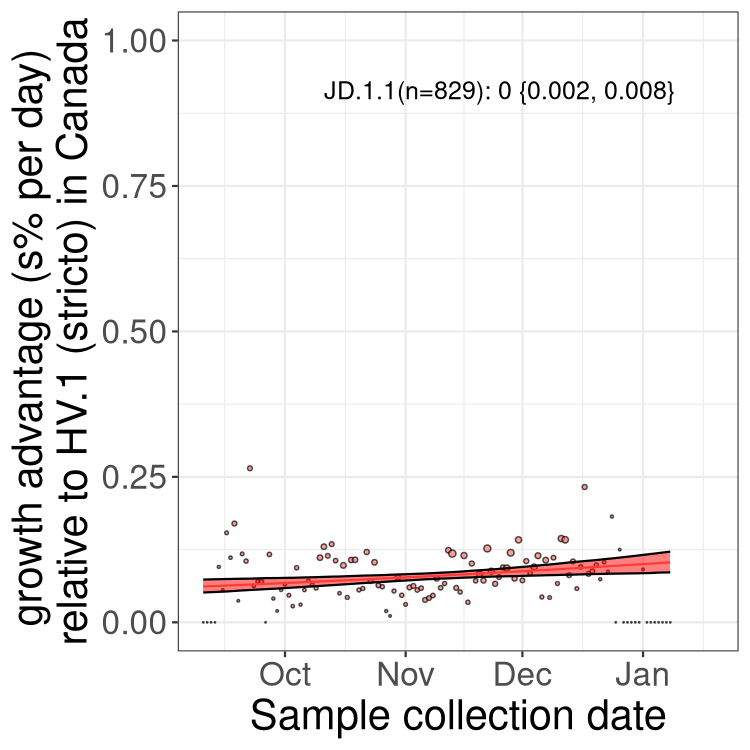 growth advantage (s% per day)
relative to HV.1 (stricto) in Canada
1.00
0.75
0.50
0.25
0.00
JD.1.1(n=829): 0 {0.002, 0.008}
Oct Nov Dec Jan
Sample collection date